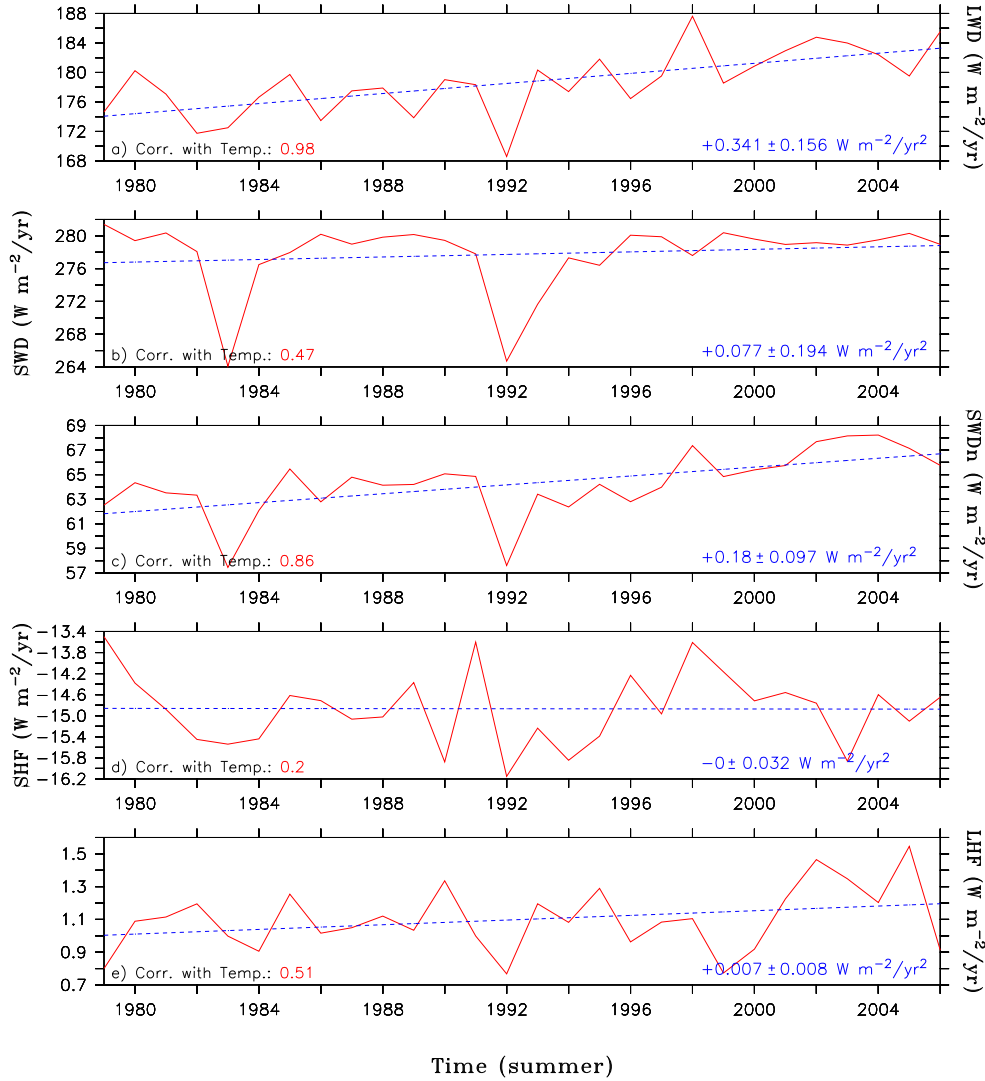 188
184
180
176
172
168
LWD (W m−2/yr)
a) Corr. with Temp.: 0.98
+0.341 ± 0.156 W m−2/yr2
1980 1984 1988 1992 1996 2000 2004
280
276
272
268
264
SWD (W m−2/yr)
b) Corr. with Temp.: 0.47
+0.077 ± 0.194 W m−2/yr2
1980 1984 1988 1992 1996 2000 2004
69
67
65
63
61
59
57
SWDn (W m−2/yr)
c) Corr. with Temp.: 0.86
+0.18 ± 0.097 W m−2/yr2
1980 1984 1988 1992 1996 2000 2004
−13.4
−13.8
−14.2
−14.6
−15.0
−15.4
−15.8
−16.2
SHF (W m−2/yr)
d) Corr. with Temp.: 0.2
−0 ± 0.032 W m−2/yr2
1980 1984 1988 1992 1996 2000 2004
1.5
1.3
1.1
0.9
0.7
LHF (W m−2/yr)
e) Corr. with Temp.: 0.51
+0.007 ± 0.008 W m−2/yr2
1980 1984 1988 1992 1996 2000 2004
Time (summer)